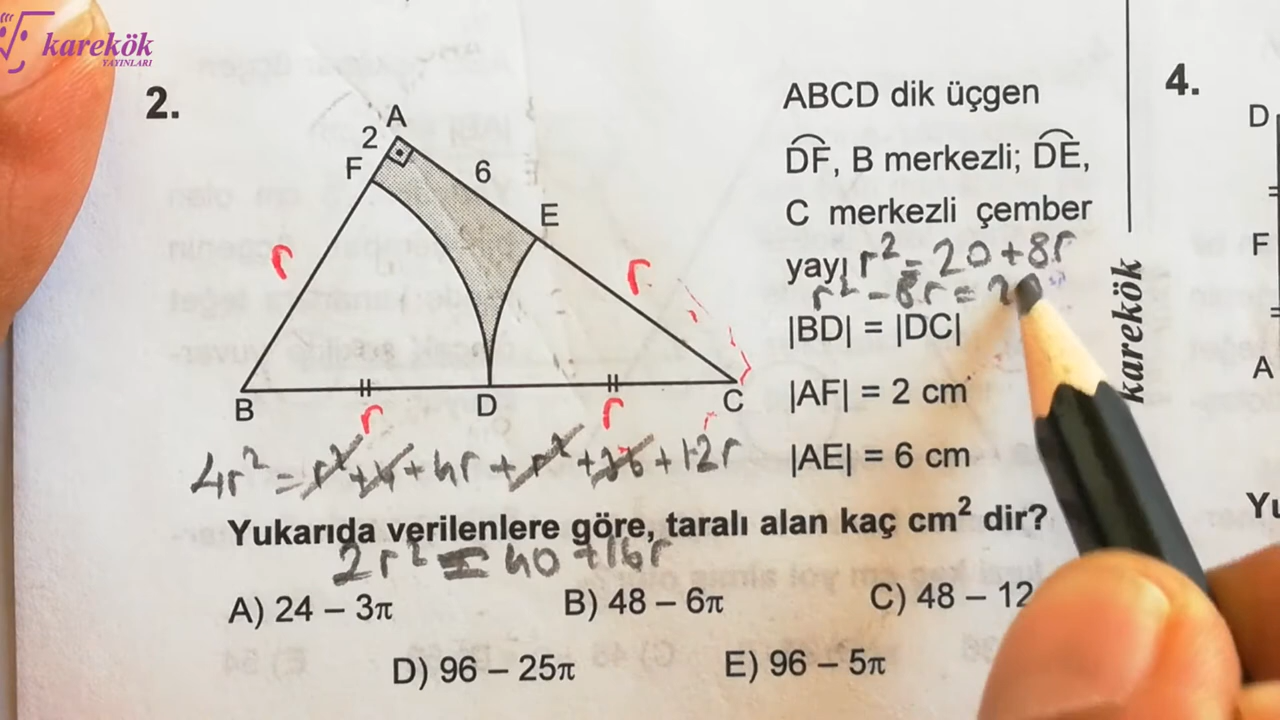 karekök
YAYINLARI
2.
A
2
F
6
E
r
r
B
D
C
r
r
ABCD dik üçgen
DF, B merkezli; DE,
C merkezli çember
yayı r² = 20 + 8r
r² - 8r = 20
|BD| = |DC|
|AF| = 2 cm
|AE| = 6 cm
4r² = r² + 4 + 4r + r² + 36 + 12r
Yukarıda verilenlere göre, taralı alan kaç cm² dir?
2r² = 40 + 16r
A) 24 – 3π
B) 48 – 6π
C) 48 – 12
D) 96 – 25π
E) 96 – 5π
karekök
4.
D
F
A